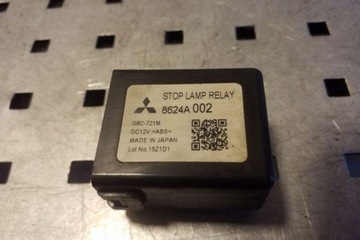 STOP LAMP RELAY
8624A 002
G8C-721M
DC12V >ABS<
MADE IN JAPAN
Lot No 15Z1D1